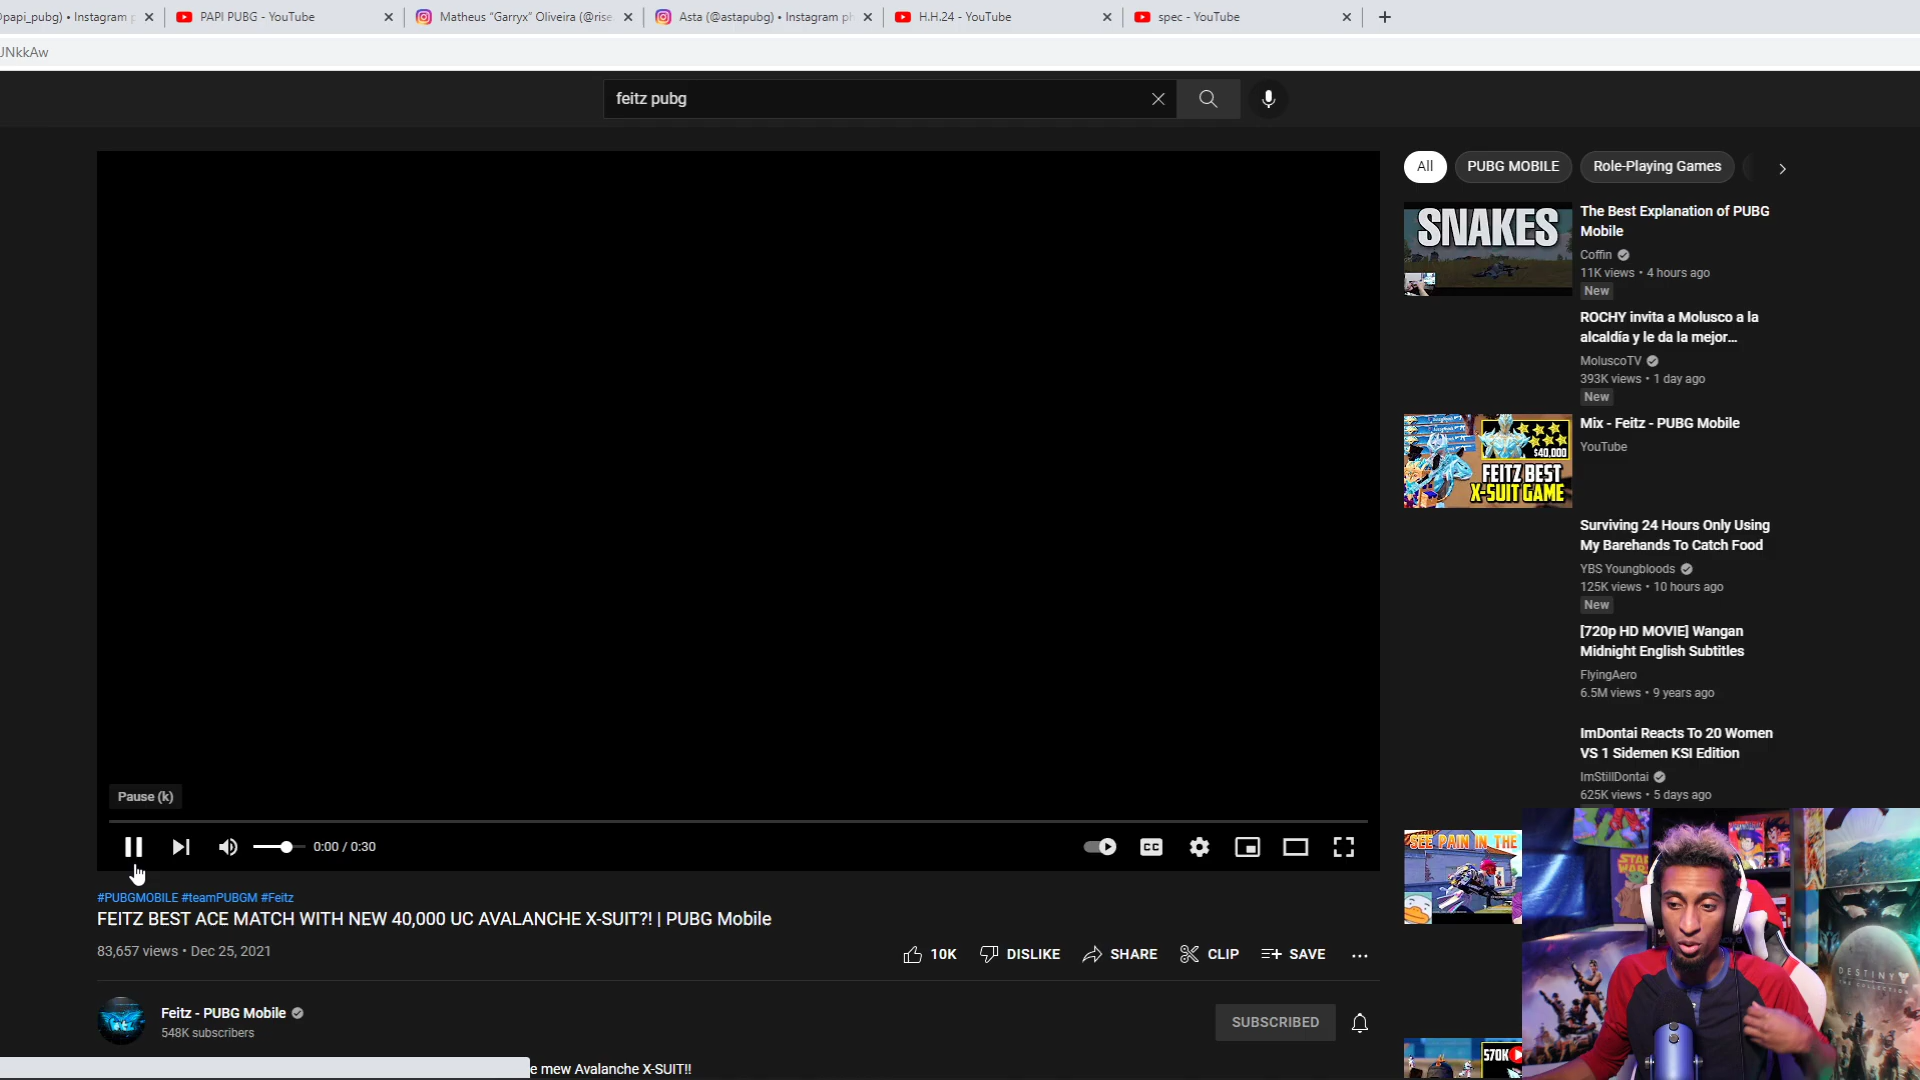 papi_pubg) • Instagram p
PAPI PUBG - YouTube
Matheus “Garryx” Oliveira (@rise.
Asta (@astapubg) • Instagram ph
H.H.24 - YouTube
spec - YouTube
JNkkAw
feitz pubg
All
PUBG MOBILE
Role-Playing Games
SNAKES
The Best Explanation of PUBG
Mobile
Coffin
11K views • 4 hours ago
New
ROCHY invita a Molusco a la
alcaldía y le da la mejor...
MoluscoTV
393K views • 1 day ago
New
$40,000
FEITZ BEST
X-SUIT GAME
Mix - Feitz - PUBG Mobile
YouTube
Surviving 24 Hours Only Using
My Barehands To Catch Food
YBS Youngbloods
125K views • 10 hours ago
New
[720p HD MOVIE] Wangan
Midnight English Subtitles
FlyingAero
6.5M views • 9 years ago
ImDontai Reacts To 20 Women
VS 1 Sidemen KSI Edition
ImStillDontai
625K views • 5 days ago
Pause (k)
0:00 / 0:30
CC
SEE PAIN IN THE
STAR
WARS
DESTINY
THE COLLECTION
#PUBGMOBILE #teamPUBGM #Feitz
FEITZ BEST ACE MATCH WITH NEW 40,000 UC AVALANCHE X-SUIT?! | PUBG Mobile
83,657 views • Dec 25, 2021
10K
DISLIKE
SHARE
CLIP
SAVE
Feitz - PUBG Mobile
548K subscribers
SUBSCRIBED
570K
e mew Avalanche X-SUIT!!